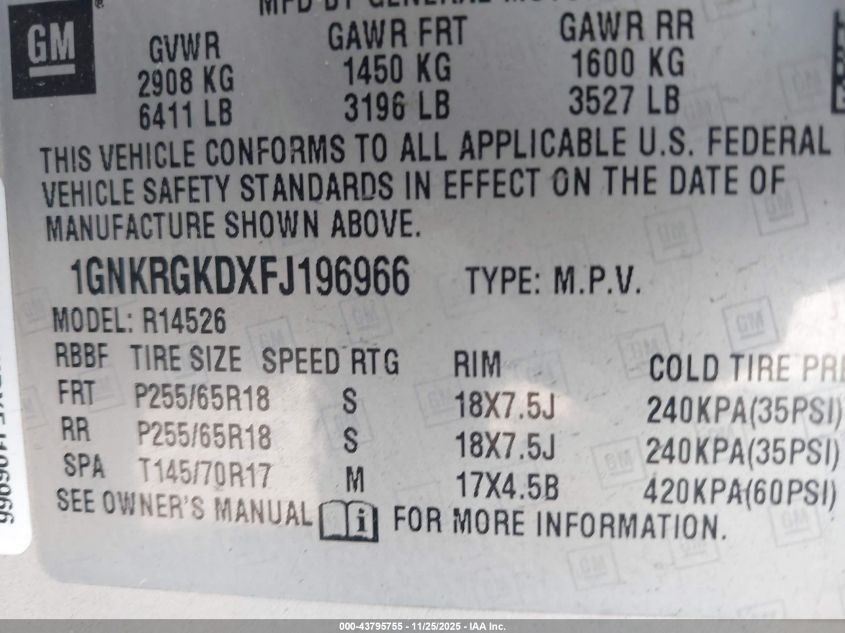 MFD BY GENERAL
GM
GVWR GAWR FRT GAWR RR
2908 KG 1450 KG 1600 KG
6411 LB 3196 LB 3527 LB
THIS VEHICLE CONFORMS TO ALL APPLICABLE U.S. FEDERAL
VEHICLE SAFETY STANDARDS IN EFFECT ON THE DATE OF
MANUFACTURE SHOWN ABOVE.
1GNKRGKDXFJ196966 TYPE: M.P.V.
MODEL: R14526
RBBF TIRE SIZE SPEED RTG RIM COLD TIRE PRE
FRT P255/65R18 S 18X7.5J 240KPA(35PSI)
RR P255/65R18 S 18X7.5J 240KPA(35PSI)
SPA T145/70R17 M 17X4.5B 420KPA(60PSI)
SEE OWNER'S MANUAL i FOR MORE INFORMATION.
000-43795755 - 11/25/2025 - IAA Inc.